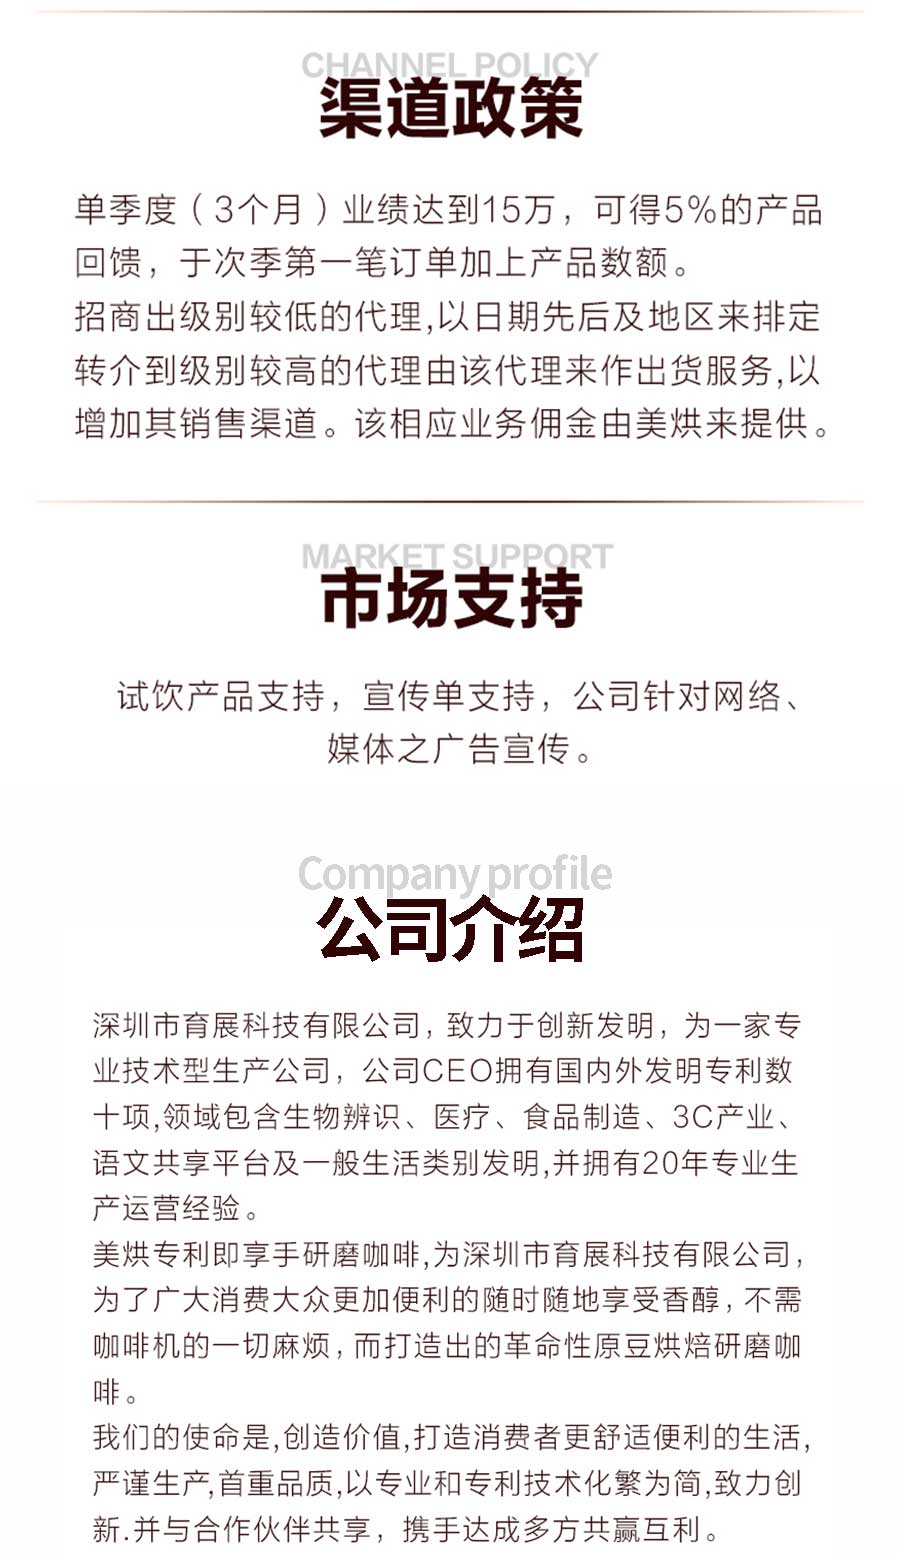 CHANNEL POLICY
渠道政策
单季度（3个月）业绩达到15万，可得5%的产品
回馈，于次季第一笔订单加上产品数额。
招商出级别较低的代理,以日期先后及地区来排定
转介到级别较高的代理由该代理来作出货服务,以
增加其销售渠道。该相应业务佣金由美烘来提供。
MARKET SUPPORT
市场支持
试饮产品支持，宣传单支持，公司针对网络、
媒体之广告宣传。
Company profile
公司介绍
深圳市育展科技有限公司，致力于创新发明，为一家专
业技术型生产公司，公司CEO拥有国内外发明专利数
十项,领域包含生物辨识、医疗、食品制造、3C产业、
语文共享平台及一般生活类别发明,并拥有20年专业生
产运营经验。
美烘专利即享手研磨咖啡,为深圳市育展科技有限公司，
为了广大消费大众更加便利的随时随地享受香醇，不需
咖啡机的一切麻烦，而打造出的革命性原豆烘焙研磨咖
啡。
我们的使命是,创造价值,打造消费者更舒适便利的生活,
严谨生产,首重品质,以专业和专利技术化繁为简,致力创
新.并与合作伙伴共享，携手达成多方共赢互利。